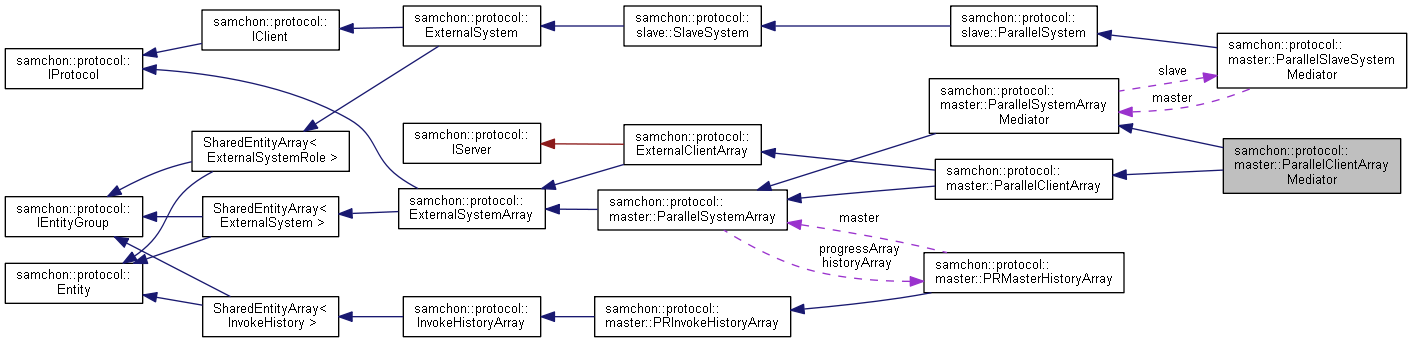 samchon::protocol::
IClient
samchon::protocol::
ExternalSystem
samchon::protocol::
slave::SlaveSystem
samchon::protocol::
slave::ParallelSystem
samchon::protocol::
master::ParallelSlaveSystem
Mediator
samchon::protocol::
IProtocol
slave
master
samchon::protocol::
master::ParallelSystemArray
Mediator
SharedEntityArray<
ExternalSystemRole >
samchon::protocol::
IServer
samchon::protocol::
ExternalClientArray
samchon::protocol::
master::ParallelClientArray
Mediator
samchon::protocol::
master::ParallelClientArray
samchon::protocol::
IEntityGroup
SharedEntityArray<
ExternalSystem >
samchon::protocol::
ExternalSystemArray
samchon::protocol::
master::ParallelSystemArray
master
progressArray
historyArray
samchon::protocol::
master::PRMasterHistoryArray
samchon::protocol::
Entity
SharedEntityArray<
InvokeHistory >
samchon::protocol::
InvokeHistoryArray
samchon::protocol::
master::PRInvokeHistoryArray